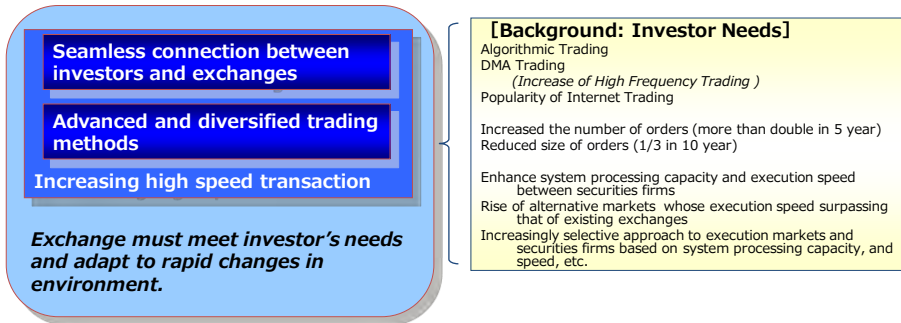 Seamless connection between
investors and exchanges
Advanced and diversified trading
methods
Increasing high speed transaction
Exchange must meet investor's needs
and adapt to rapid changes in
environment.
[Background: Investor Needs]
Algorithmic Trading
DMA Trading
(Increase of High Frequency Trading )
Popularity of Internet Trading
Increased the number of orders (more than double in 5 year)
Reduced size of orders (1/3 in 10 year)
Enhance system processing capacity and execution speed
between securities firms
Rise of alternative markets whose execution speed surpassing
that of existing exchanges
Increasingly selective approach to execution markets and
securities firms based on system processing capacity, and
speed, etc.